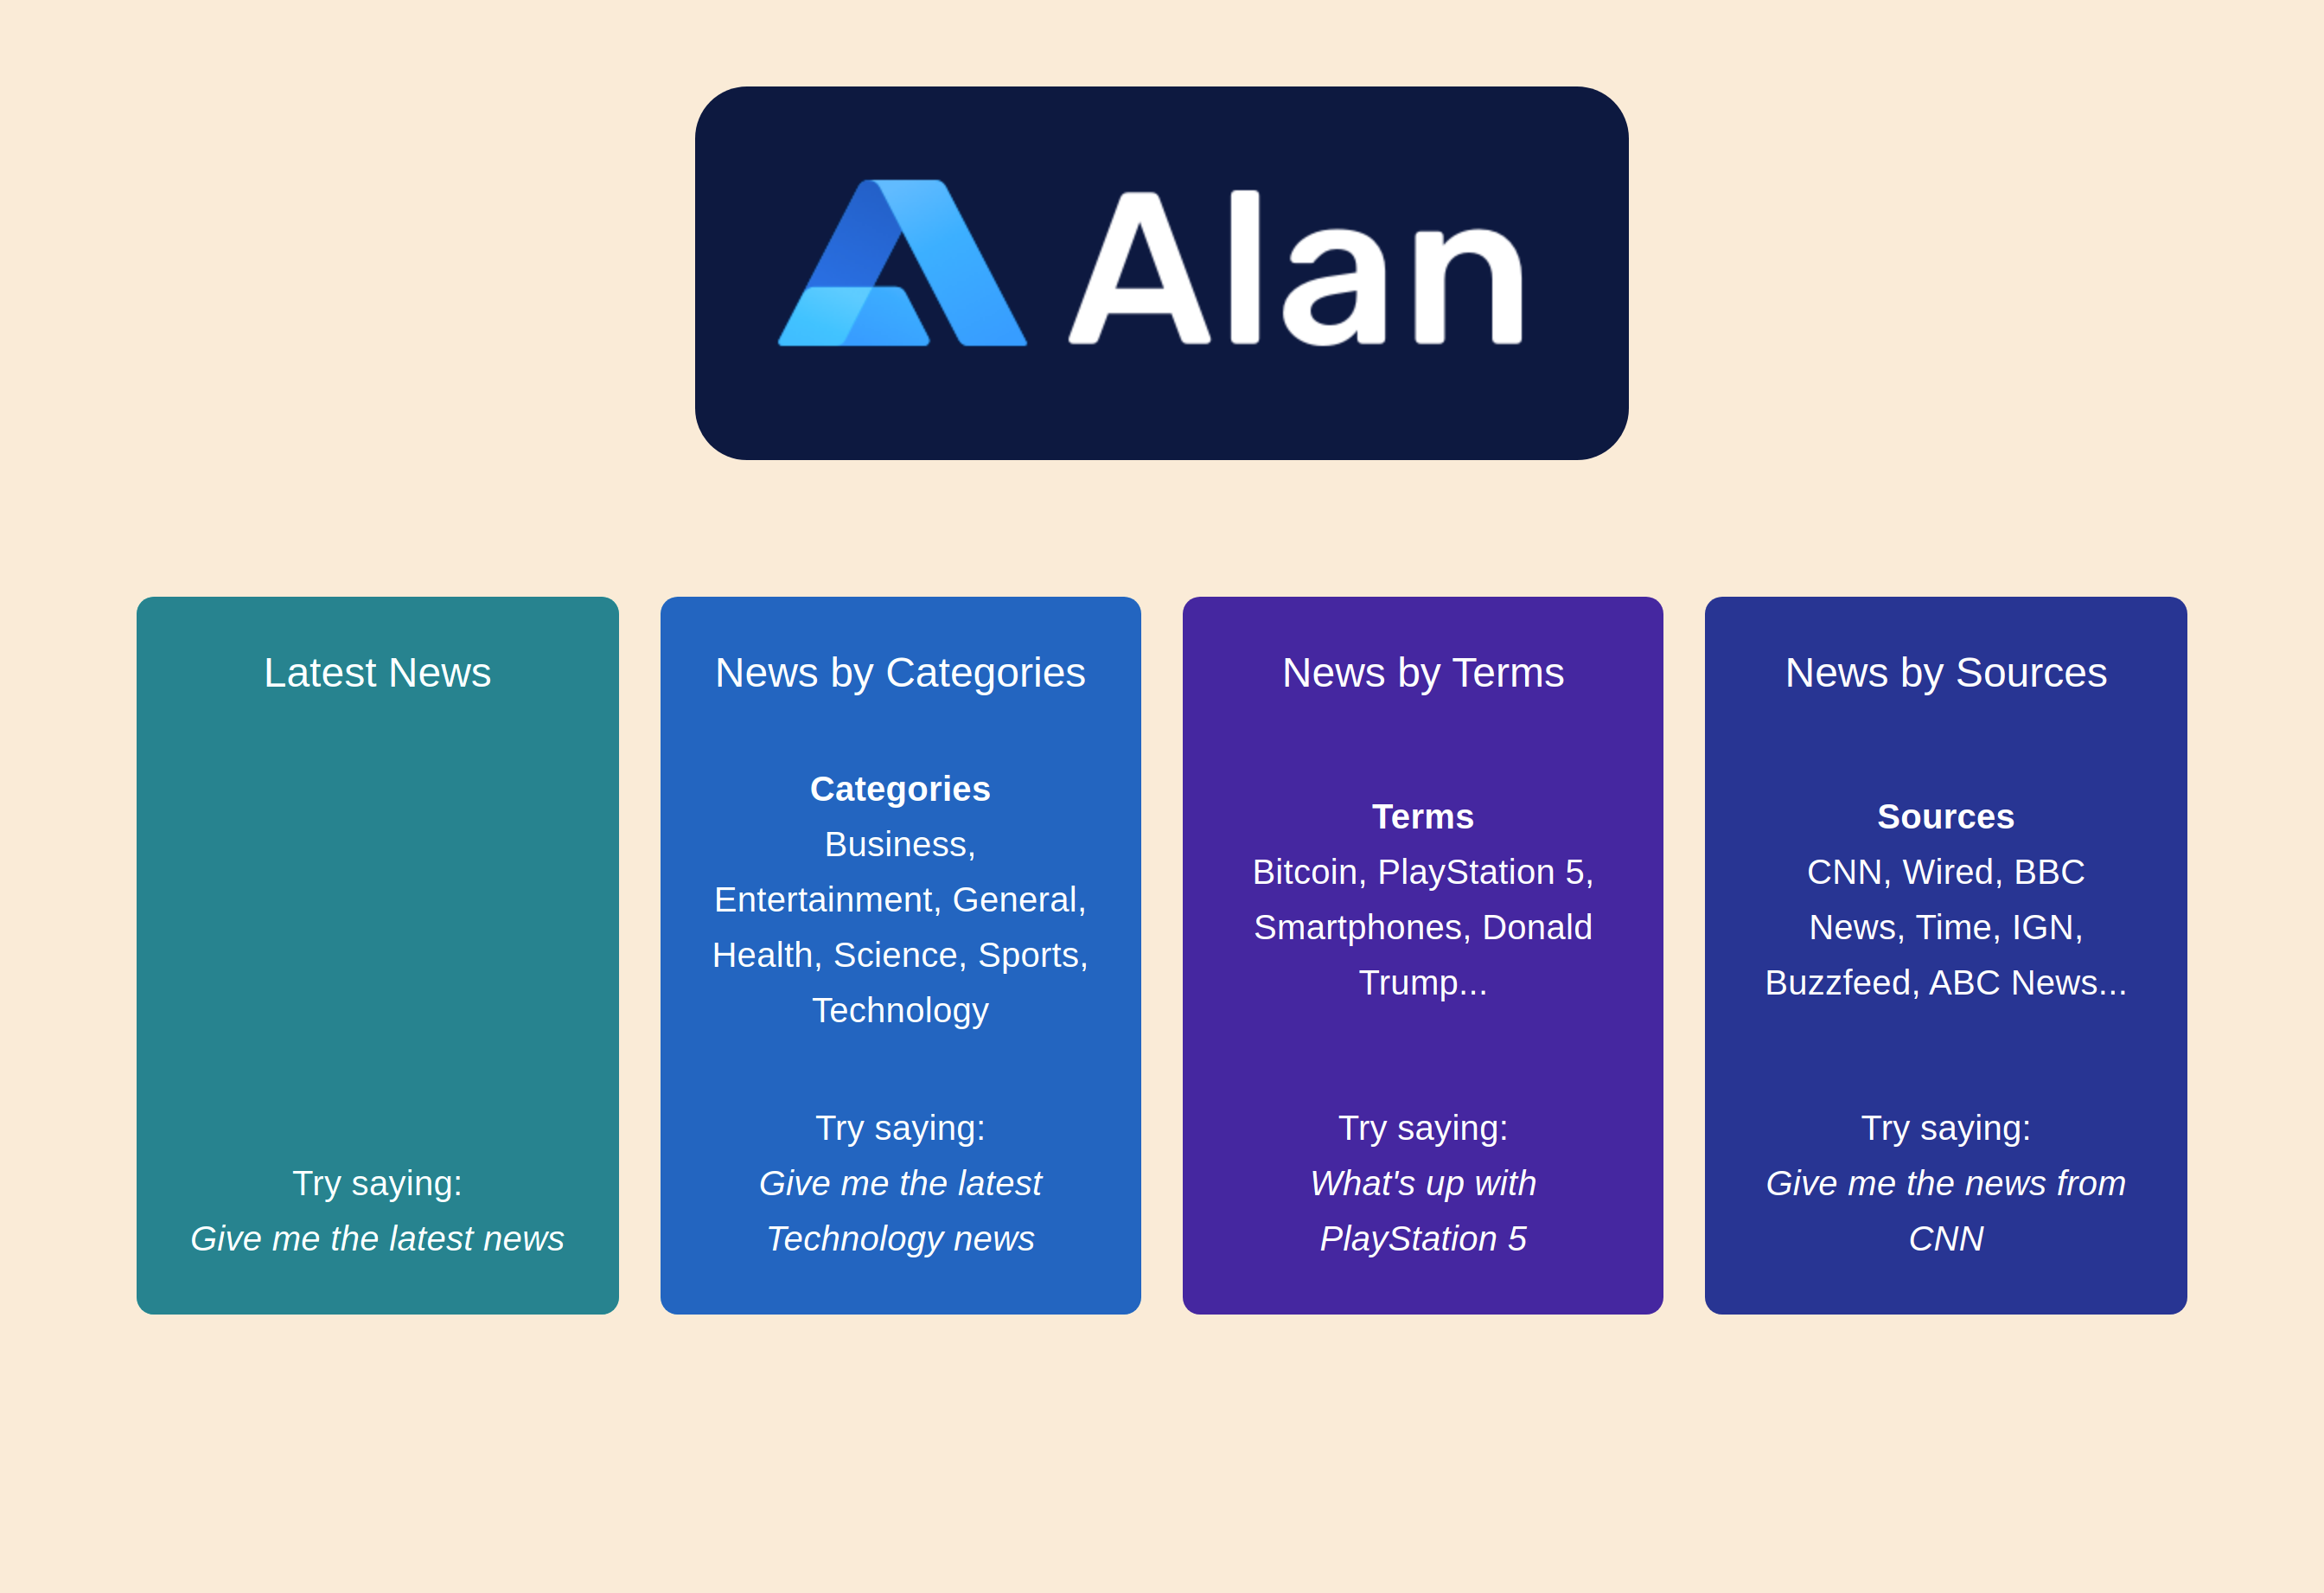 Alan
Latest News
Try saying:
Give me the latest news
News by Categories
Categories
Business,
Entertainment, General,
Health, Science, Sports,
Technology
Try saying:
Give me the latest
Technology news
News by Terms
Terms
Bitcoin, PlayStation 5,
Smartphones, Donald
Trump...
Try saying:
What's up with
PlayStation 5
News by Sources
Sources
CNN, Wired, BBC
News, Time, IGN,
Buzzfeed, ABC News...
Try saying:
Give me the news from
CNN